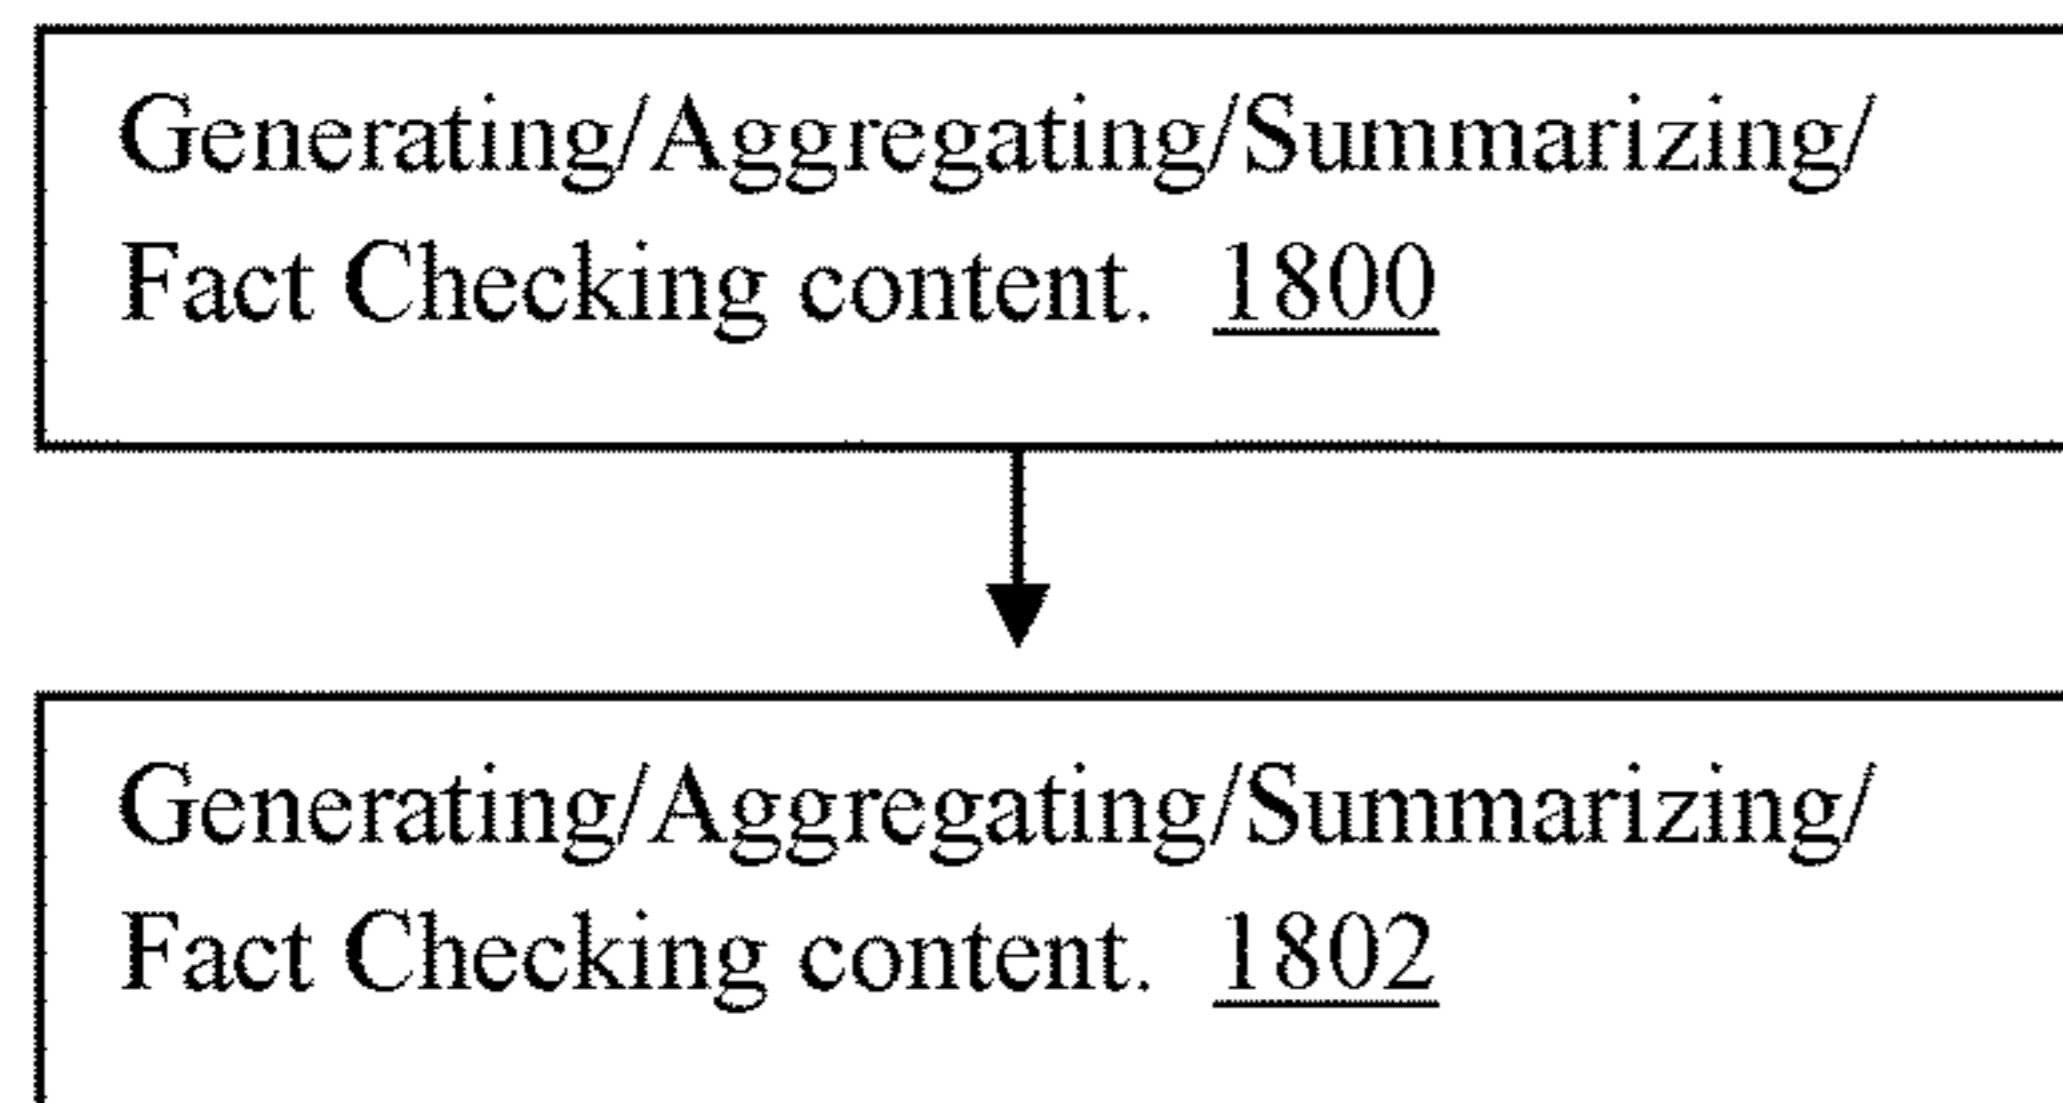 Generating/Aggregating/Summarizing/
Fact Checking content. 1800
Generating/Aggregating/Summarizing/
Fact Checking content. 1802